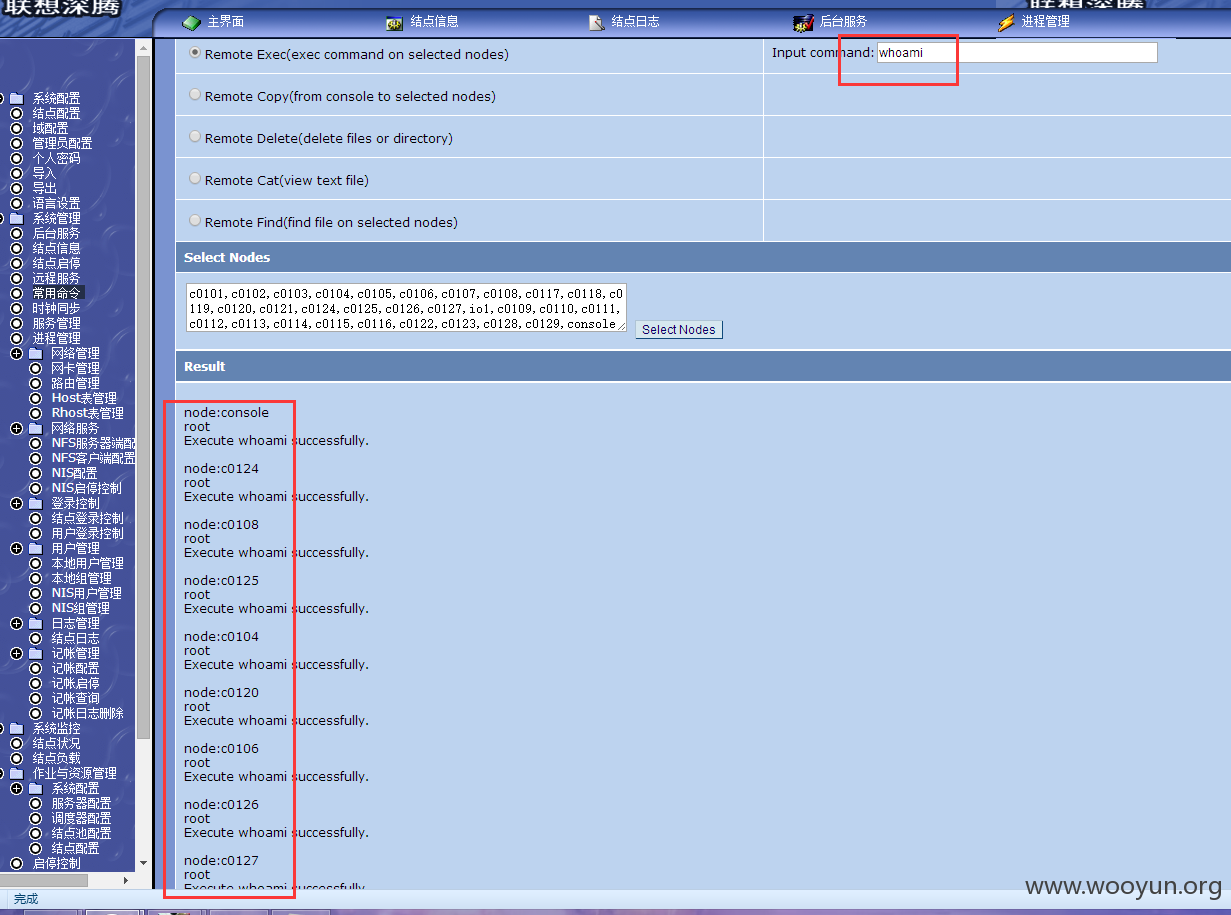 联想深腾
联想深腾
主界面
结点信息
结点日志
后台服务
进程管理
系统配置
结点配置
域配置
管理员配置
个人密码
导入
导出
语言设置
系统管理
后台服务
结点信息
结点启停
远程服务
常用命令
时钟同步
服务管理
进程管理
网络管理
网卡管理
路由管理
Host表管理
Rhost表管理
网络服务
NFS服务器端配
NFS客户端配置
NIS配置
NIS启停控制
登录控制
结点登录控制
用户登录控制
用户管理
本地用户管理
本地组管理
NIS用户管理
NIS组管理
日志管理
结点日志
记帐管理
记帐配置
记帐启停
记帐查询
记帐日志删除
系统监控
结点状况
结点负载
作业与资源管理
系统配置
服务器配置
调度器配置
结点池配置
结点配置
启停控制
Remote Exec(exec command on selected nodes)
Input command: whoami
Remote Copy(from console to selected nodes)
Remote Delete(delete files or directory)
Remote Cat(view text file)
Remote Find(find file on selected nodes)
Select Nodes
c0101,c0102,c0103,c0104,c0105,c0106,c0107,c0108,c0117,c0118,c0
119,c0120,c0121,c0124,c0125,c0126,c0127,io1,c0109,c0110,c0111,
c0112,c0113,c0114,c0115,c0116,c0122,c0123,c0128,c0129,console
Select Nodes
Result
node:console
root
Execute whoami successfully.
node:c0124
root
Execute whoami successfully.
node:c0108
root
Execute whoami successfully.
node:c0125
root
Execute whoami successfully.
node:c0104
root
Execute whoami successfully.
node:c0120
root
Execute whoami successfully.
node:c0106
root
Execute whoami successfully.
node:c0126
root
Execute whoami successfully.
node:c0127
root
Execute whoami successfully.
www.wooyun.org
完成